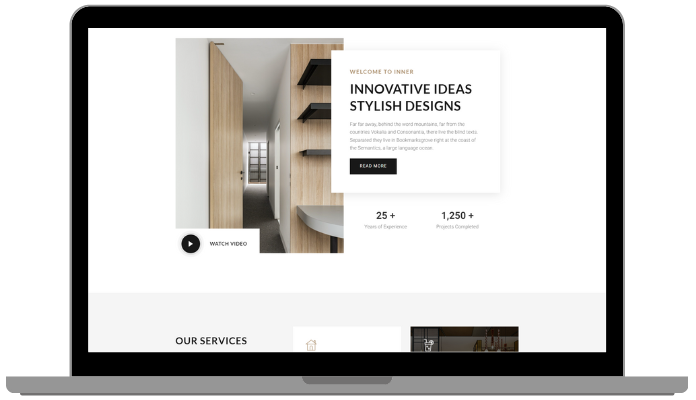 WELCOME TO INNER
INNOVATIVE IDEAS
STYLISH DESIGNS
Far far away, behind the word mountains, far from the
countries Vokalia and Consonantia, there live the blind texts.
Separated they live in Bookmarksgrove right at the coast of
the Semantics, a large language ocean.
READ MORE
25 +
Years of Experience
1,250 +
Projects Completed
WATCH VIDEO
OUR SERVICES